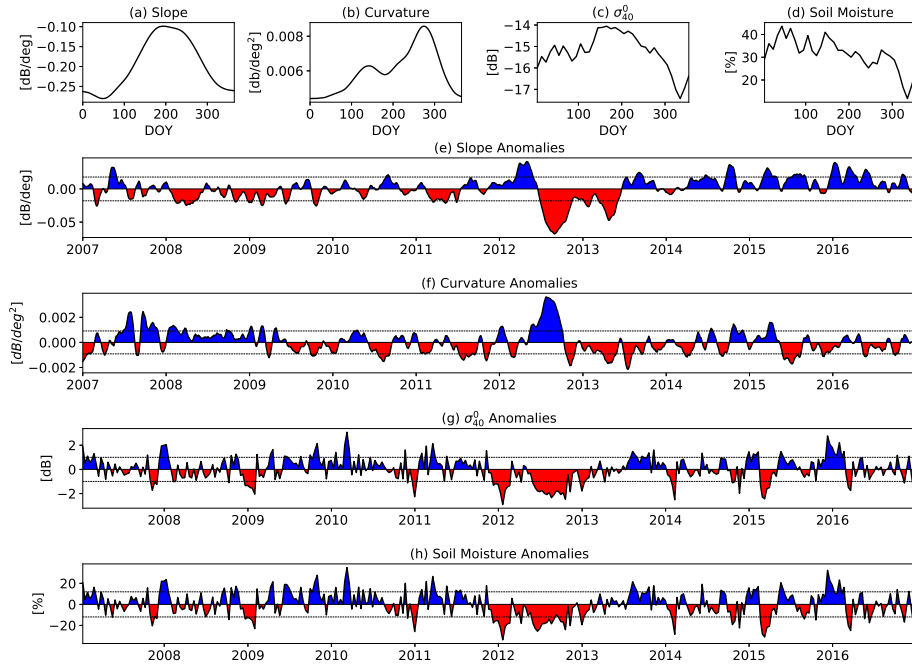 (a) Slope (b) Curvature (c) σ⁰₄₀ (d) Soil Moisture
[dB/deg] −0.10 −0.15 −0.20 −0.25
0 100 200 300
DOY
[db/deg²] 0.008 0.006
0 100 200 300
DOY
[dB] −14 −15 −16 −17
100 200 300
DOY
[%] 40 30 20
100 200 300
DOY
(e) Slope Anomalies
[dB/deg] 0.00 −0.05
2007 2008 2009 2010 2011 2012 2013 2014 2015 2016
(f) Curvature Anomalies
[dB/deg²] 0.002 0.000 −0.002
2007 2008 2009 2010 2011 2012 2013 2014 2015 2016
(g) σ⁰₄₀ Anomalies
[dB] 2 0 −2
2008 2009 2010 2011 2012 2013 2014 2015 2016
(h) Soil Moisture Anomalies
[%] 20 0 −20
2008 2009 2010 2011 2012 2013 2014 2015 2016